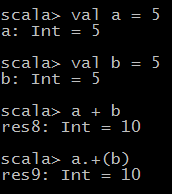 scala> val a = 5
a: Int = 5
scala> val b = 5
b: Int = 5
scala> a + b
res8: Int = 10
scala> a.+(b)
res9: Int = 10